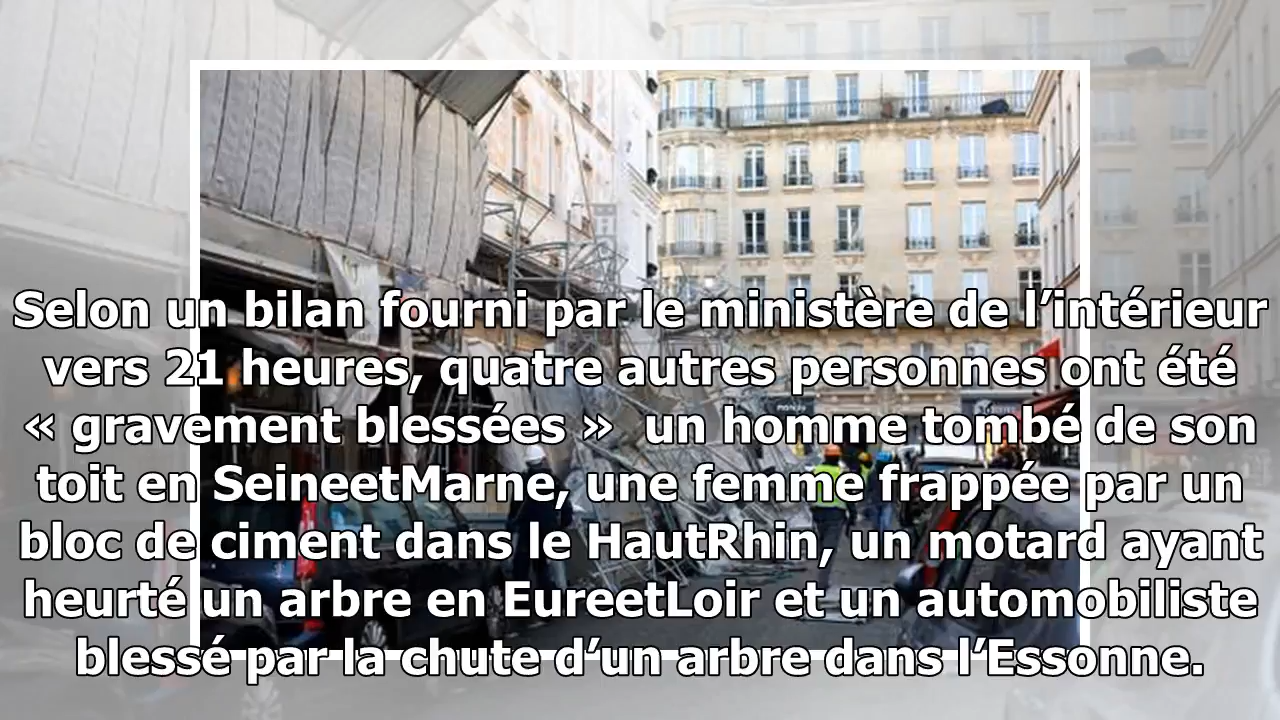 Selon un bilan fourni par le ministère de l’intérieur
vers 21 heures, quatre autres personnes ont été
« gravement blessées »  un homme tombé de son
toit en SeineetMarne, une femme frappée par un
bloc de ciment dans le HautRhin, un motard ayant
heurté un arbre en EureetLoir et un automobiliste
blessé par la chute d’un arbre dans l’Essonne.